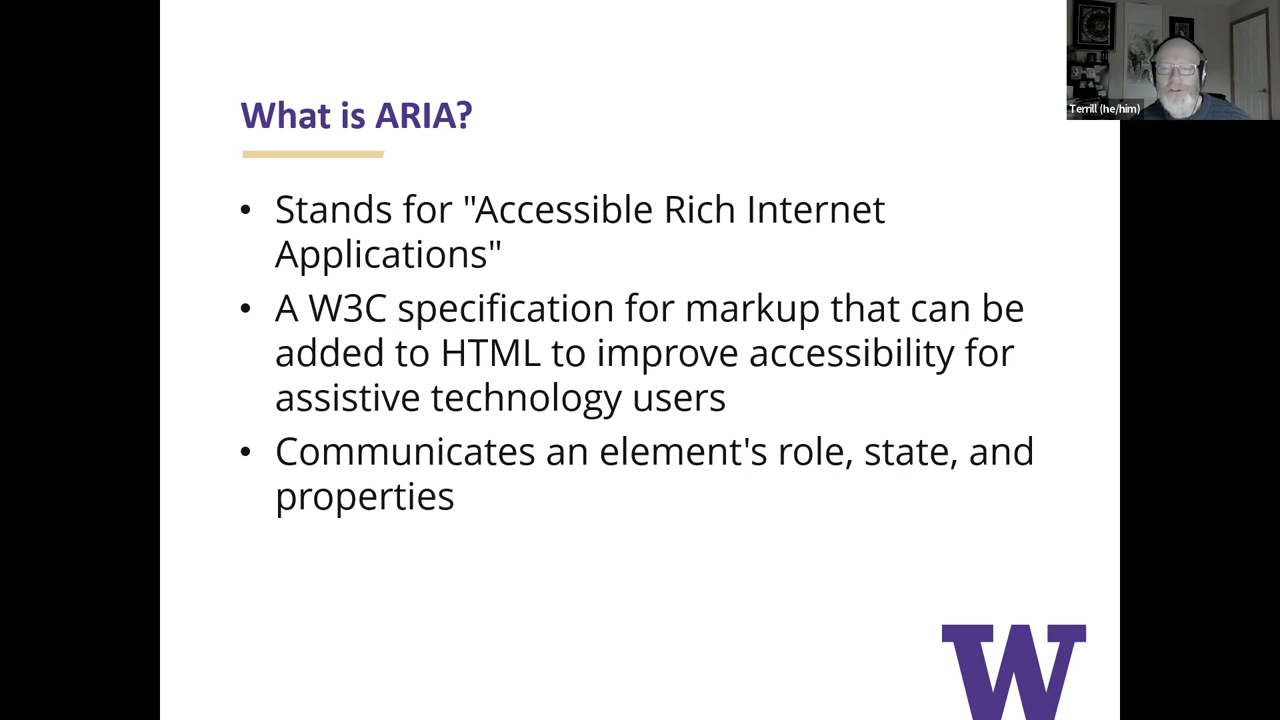 What is ARIA?
Terrill (he/him)
• Stands for "Accessible Rich Internet
Applications"
• A W3C specification for markup that can be
added to HTML to improve accessibility for
assistive technology users
• Communicates an element's role, state, and
properties
W